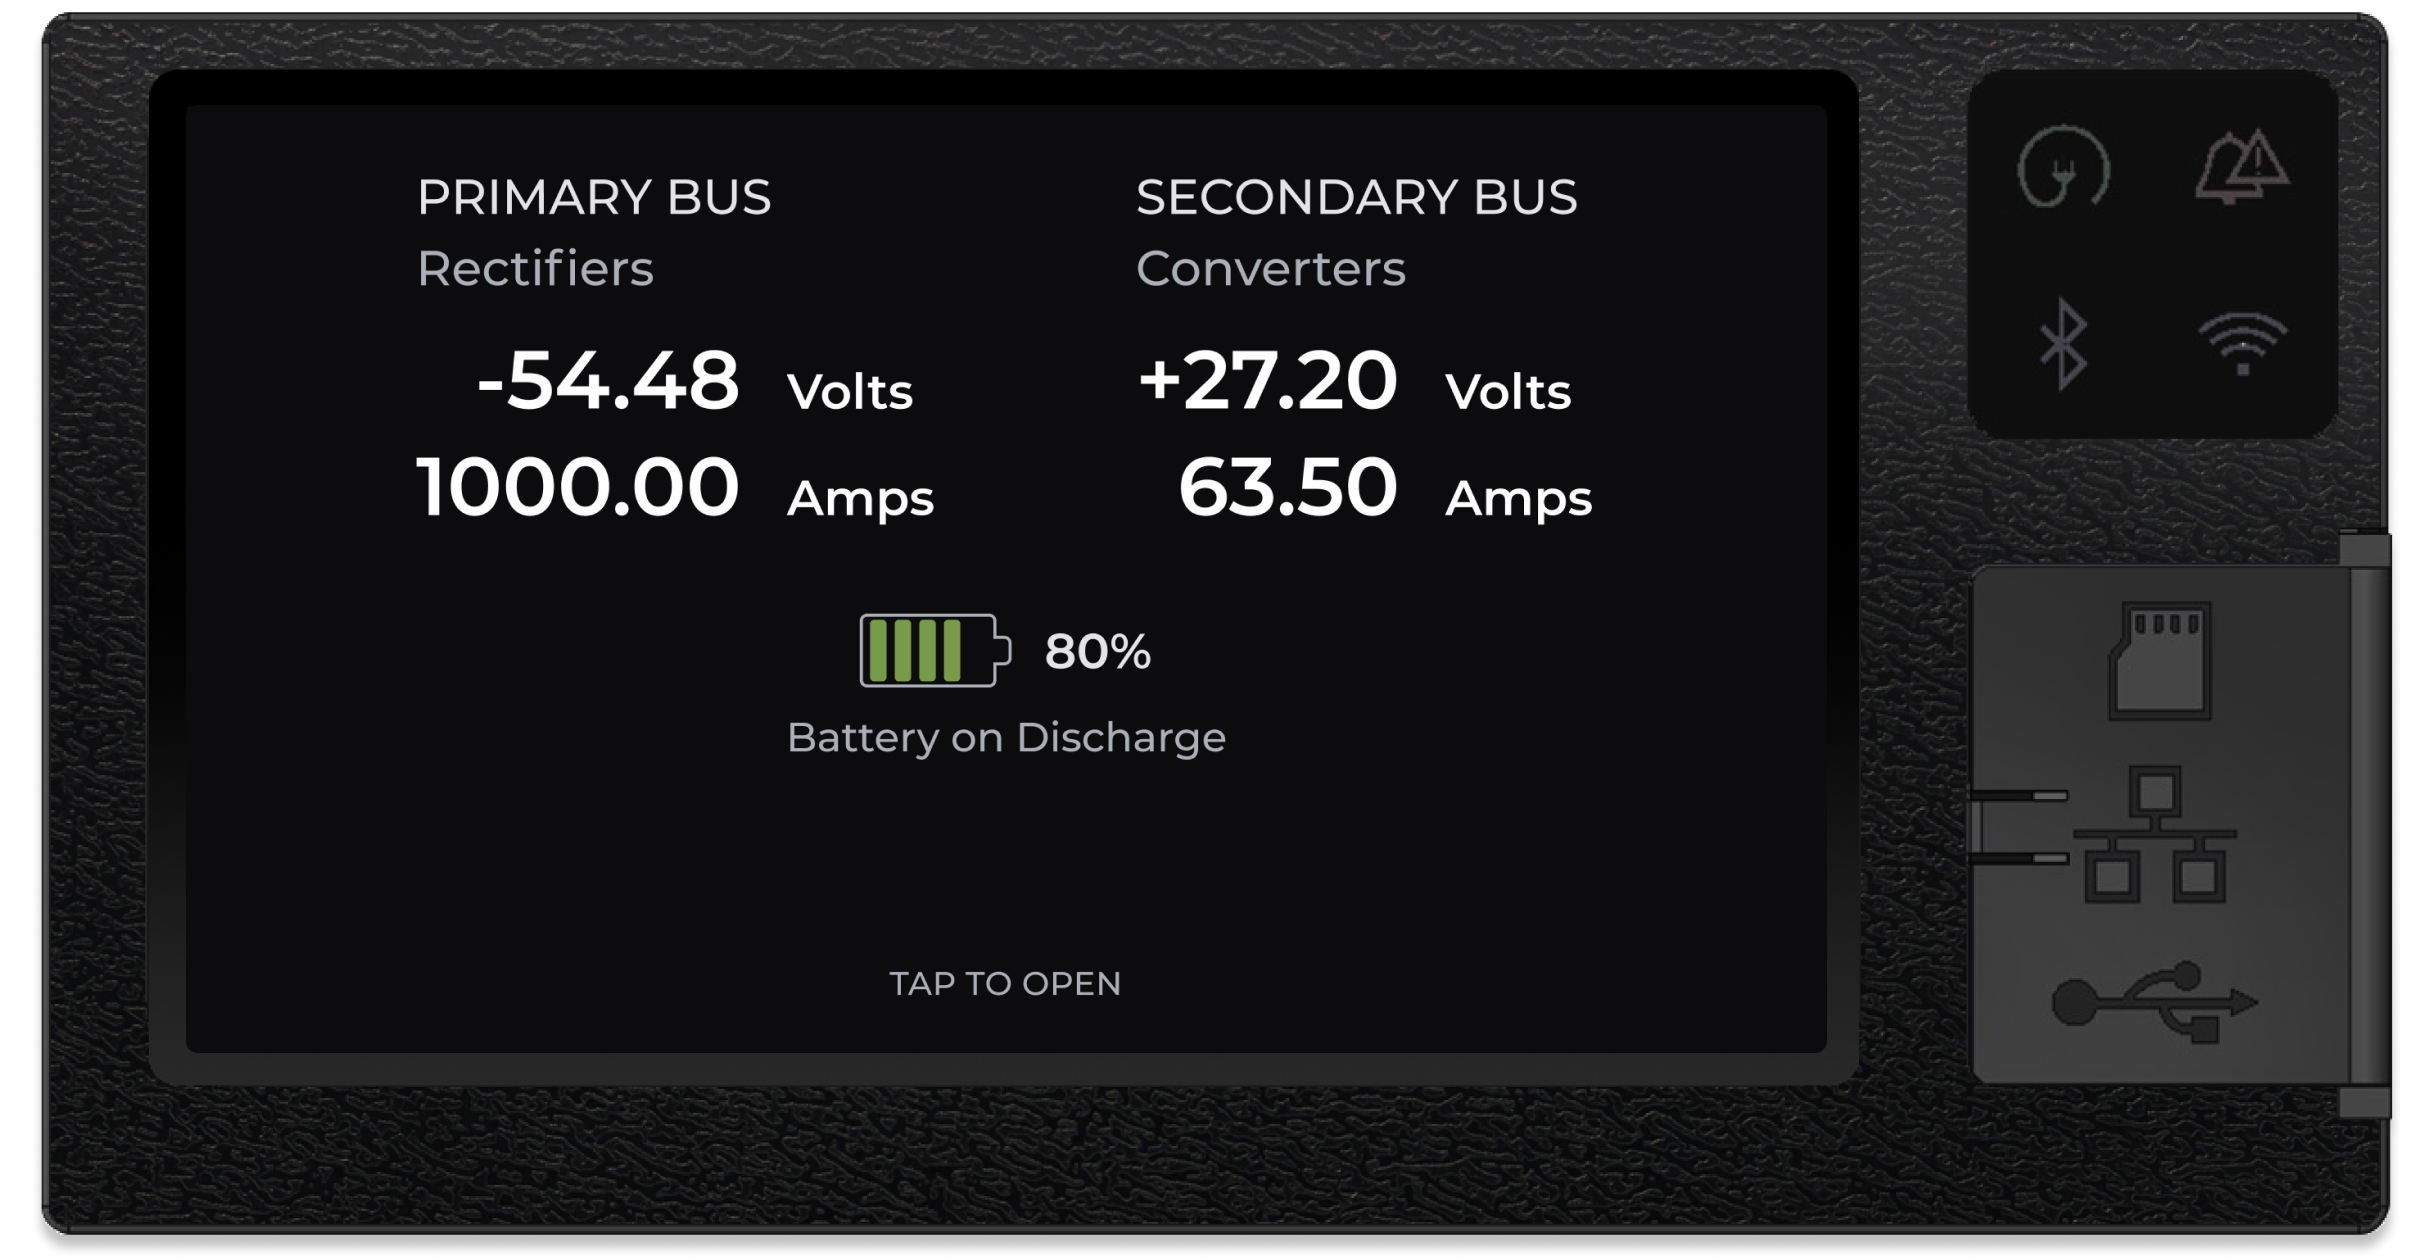 PRIMARY BUS
Rectifiers
-54.48 Volts
1000.00 Amps
SECONDARY BUS
Converters
+27.20 Volts
63.50 Amps
80%
Battery on Discharge
TAP TO OPEN